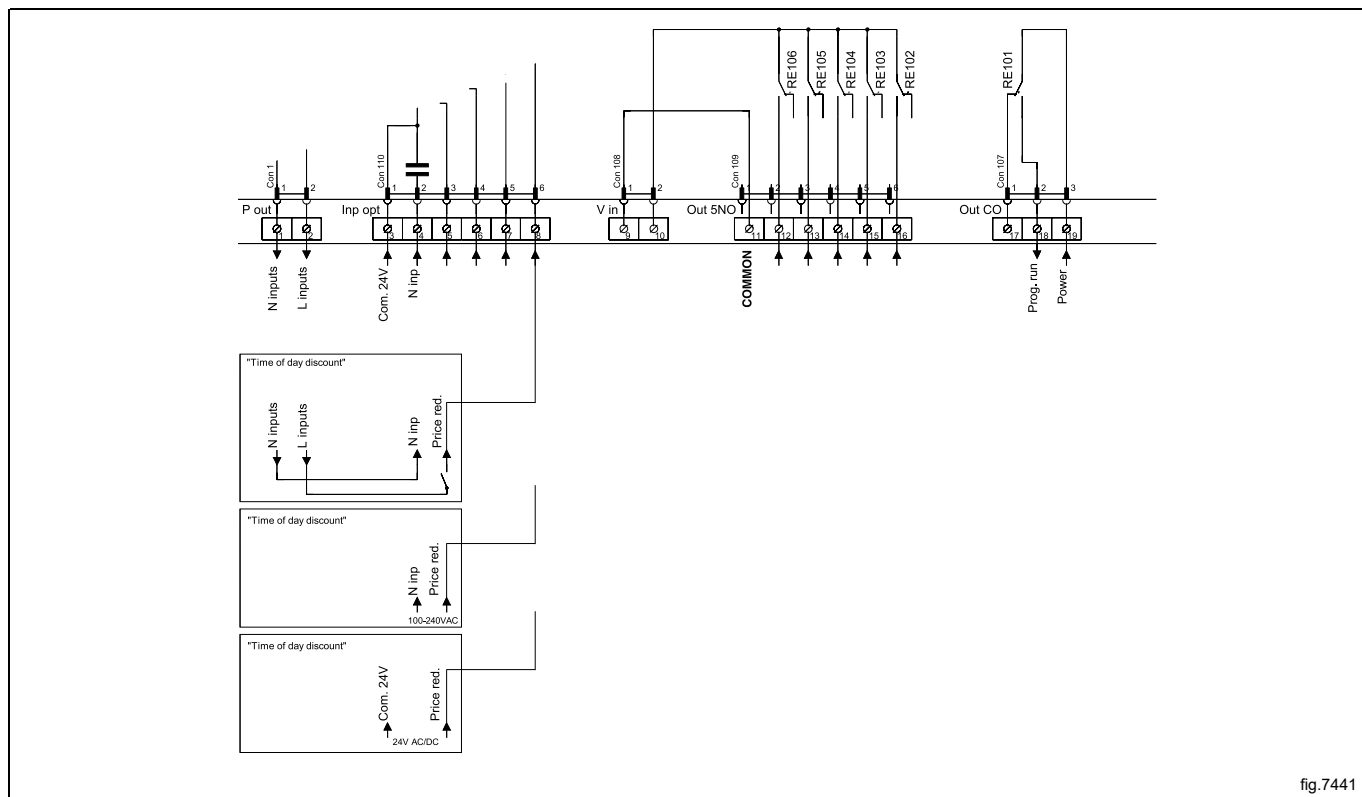 RE106
RE105
RE104
RE103
RE102
RE101
Con 1
1
2
Con 110
1
2
3
4
5
6
Con 108
1
2
Con 109
1
2
3
4
5
6
Con 107
1
2
3
P out
Inp opt
V in
Out 5NO
Out CO
1
2
3
4
5
6
7
8
9
10
11
12
13
14
15
16
17
18
19
N inputs
L inputs
Com. 24V
N inp
COMMON
Prog. run
Power
"Time of day discount"
N inputs
L inputs
N inp
Price red.
"Time of day discount"
N inp
Price red.
100-240VAC
"Time of day discount"
Com. 24V
Price red.
24V AC/DC
fig.7441